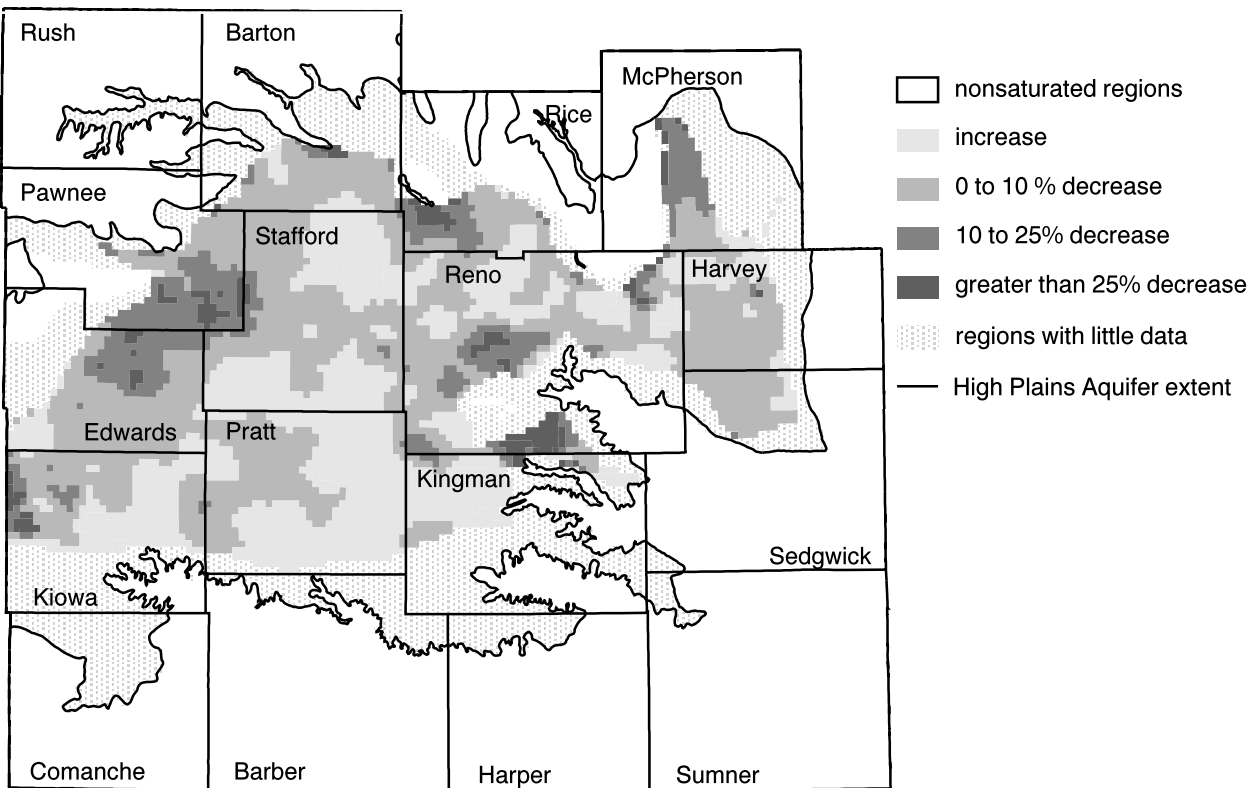 Rush
Barton
McPherson
Rice
Pawnee
Stafford
Reno
Harvey
Edwards
Pratt
Kingman
Sedgwick
Kiowa
Comanche
Barber
Harper
Sumner
nonsaturated regions
increase
0 to 10 % decrease
10 to 25% decrease
greater than 25% decrease
regions with little data
High Plains Aquifer extent